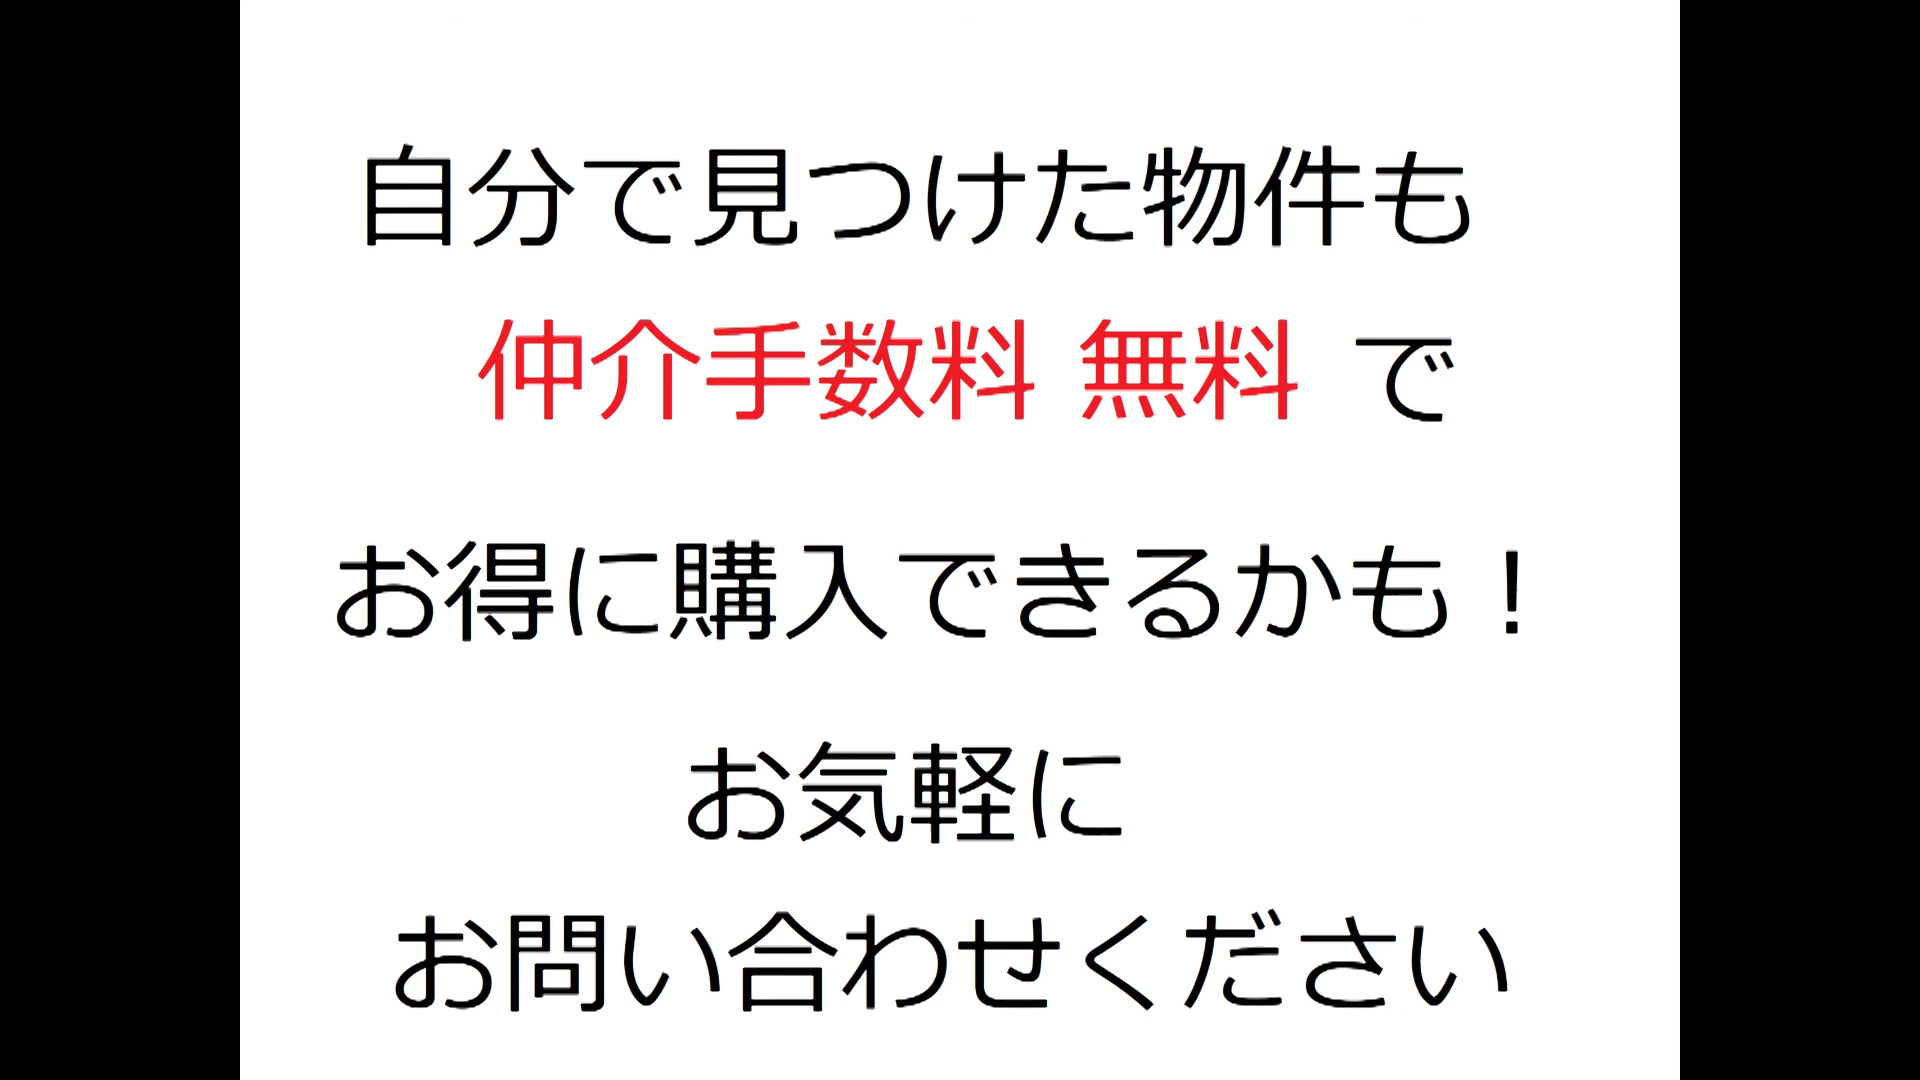 自分で見つけた物件も
仲介手数料 無料 で
お得に購入できるかも！
お気軽に
お問い合わせください